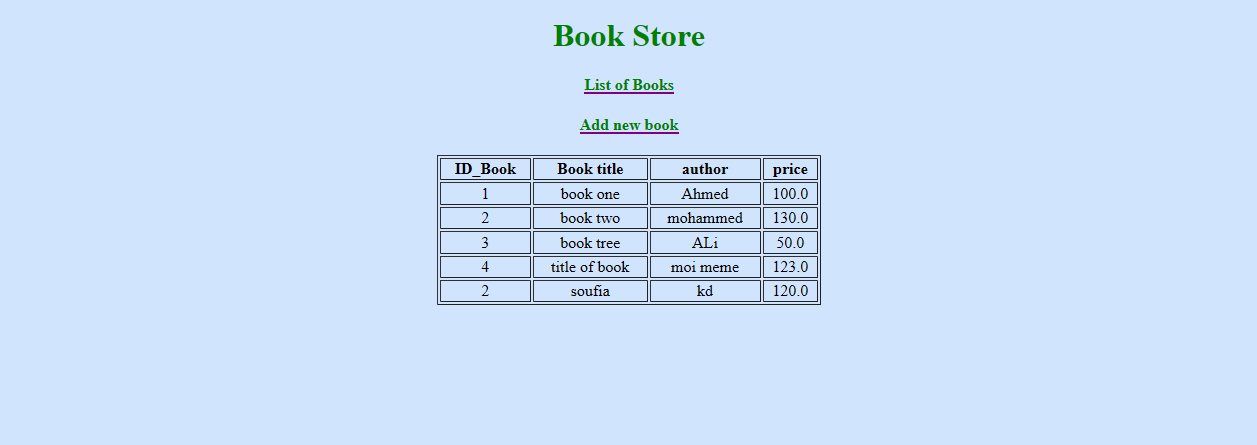 Book Store
List of Books
Add new book
ID_Book Book title author price
1 book one Ahmed 100.0
2 book two mohammed 130.0
3 book tree ALi 50.0
4 title of book moi meme 123.0
2 soufia kd 120.0